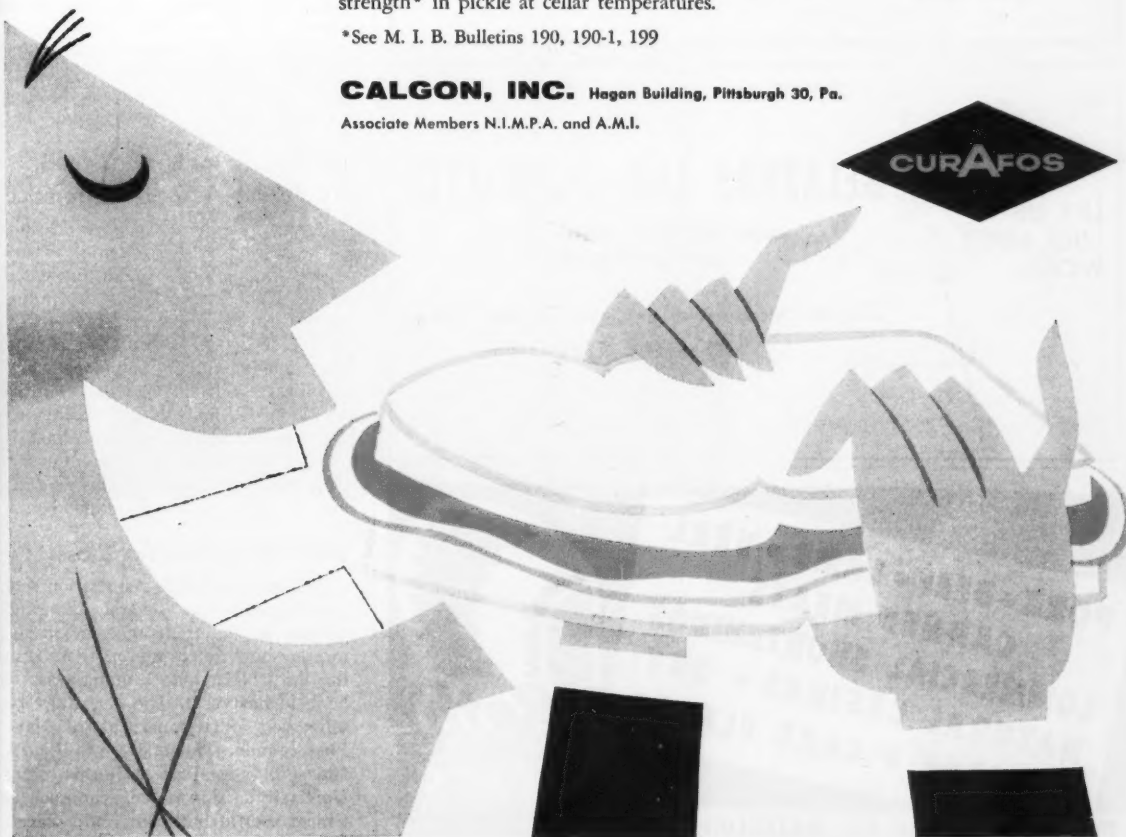 strength* in pickle at cellar temperatures.
*See M. I. B. Bulletins 190, 190-1, 199
CALGON, INC. Hagan Building, Pittsburgh 30, Pa.
Associate Members N.I.M.P.A. and A.M.I.
CURAFOS